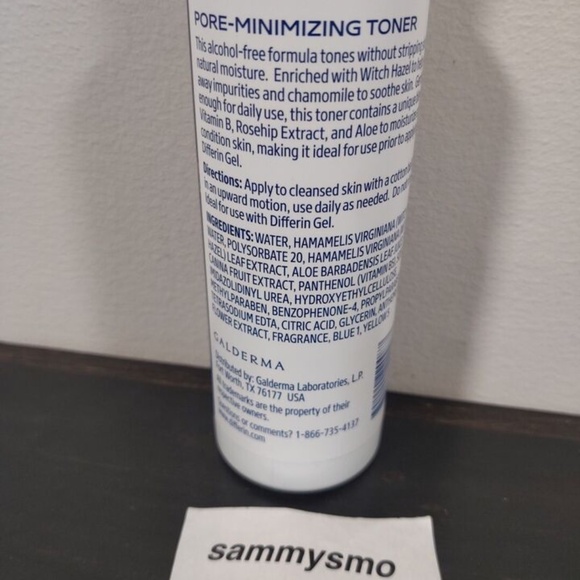 PORE-MINIMIZING TONER
This alcohol-free formula tones without stripping
natural moisture. Enriched with Witch Hazel to
away impurities and chamomile to soothe skin.
enough for daily use, this toner contains a unique
Vitamin B, Rosehip Extract, and Aloe to moisturize
condition skin, making it ideal for use prior to
Differin Gel.
Directions: Apply to cleansed skin with a cotton
in an upward motion, use daily as needed. Do not
ideal for use with Differin Gel.
INGREDIENTS: WATER, HAMAMELIS VIRGINIANA
WATER, POLYSORBATE 20, HAMAMELIS VIRGINIANA
HAZEL) LEAF EXTRACT, ALOE BARBADENSIS LEAF
CANINA FRUIT EXTRACT, PANTHENOL (VITAMIN B5),
IMIDAZOLIDINYL UREA, HYDROXYETHYLCELLULOSE,
METHYLPARABEN, BENZOPHENONE-4,
TETRASODIUM EDTA, CITRIC ACID, GLYCERIN,
FLOWER EXTRACT, FRAGRANCE, BLUE 1, YELLOW 5
GALDERMA
Distributed by: Galderma Laboratories, L.P.
Fort Worth, TX 76177 USA
All trademarks are the property of their
respective owners.
Questions or comments? 1-866-735-4137
www.differin.com
sammysmo